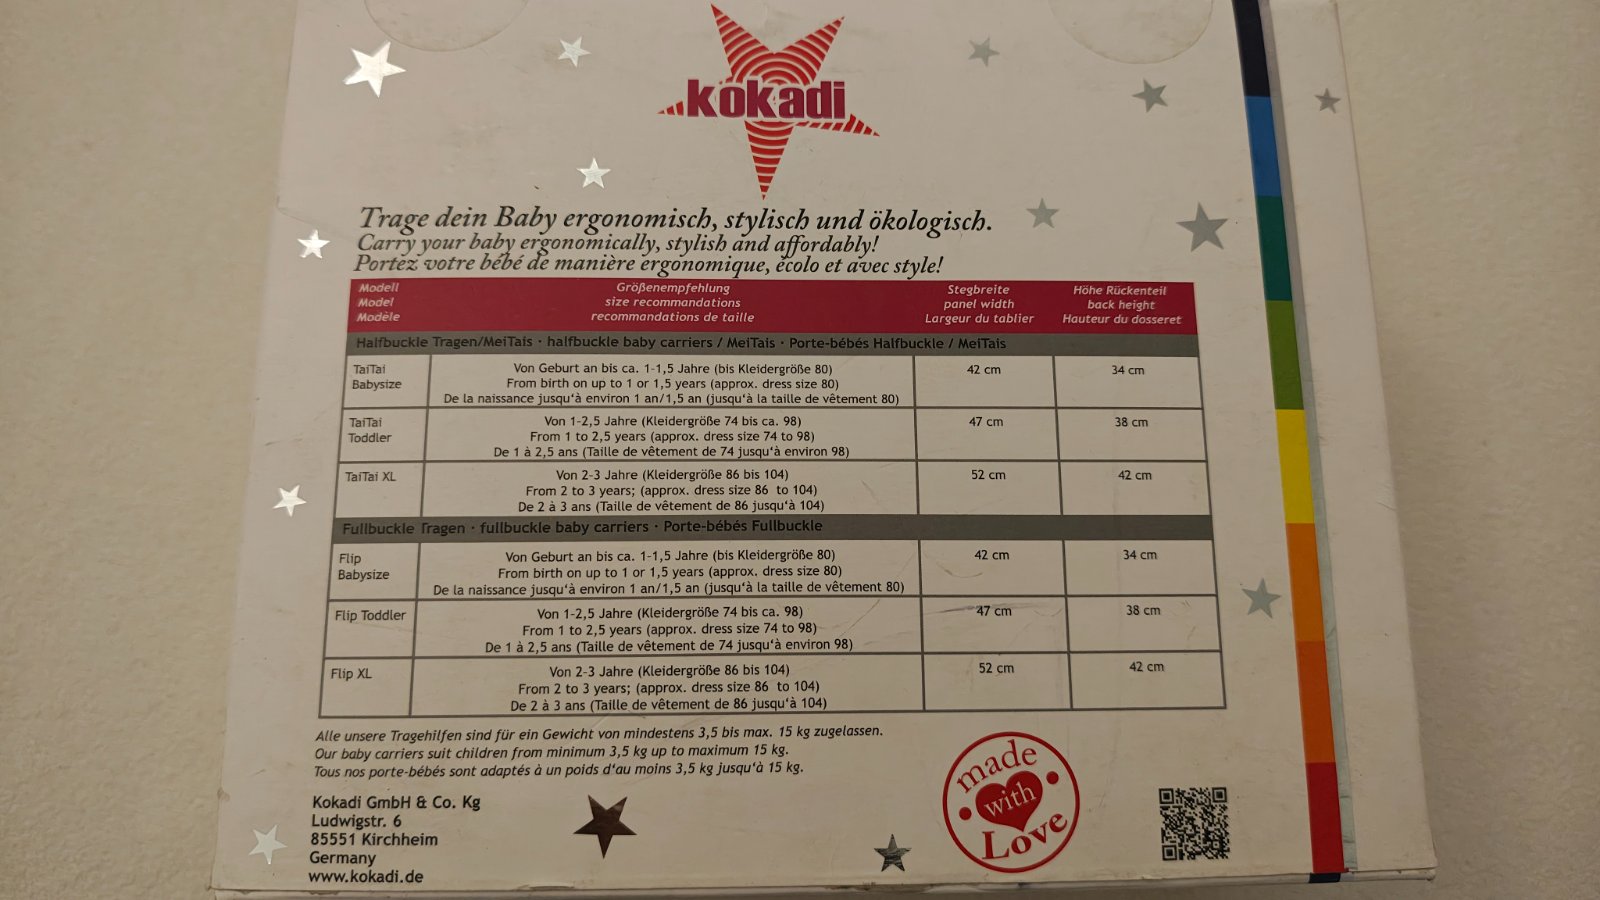 kokadi
Trage dein Baby ergonomisch, stylisch und ökologisch.
Carry your baby ergonomically, stylish and affordably!
Portez votre bébé de manière ergonomique, écolo et avec style!
Modell
Model
Modèle
Größenempfehlung
size recommandations
recommandations de taille
Stegbreite
panel width
Largeur du tablier
Höhe Rückenteil
back height
Hauteur du dosseret
Halfbuckle Tragen/MeiTais · halfbuckle baby carriers / MeiTais · Porte-bébés Halfbuckle / MeiTais
TaiTai
Babysize
Von Geburt an bis ca. 1-1,5 Jahre (bis Kleidergröße 80)
From birth on up to 1 or 1,5 years (approx. dress size 80)
De la naissance jusqu‘à environ 1 an/1,5 an (jusqu‘à la taille de vêtement 80)
42 cm
34 cm
TaiTai
Toddler
Von 1-2,5 Jahre (Kleidergröße 74 bis ca. 98)
From 1 to 2,5 years (approx. dress size 74 to 98)
De 1 à 2,5 ans (Taille de vêtement de 74 jusqu‘à environ 98)
47 cm
38 cm
TaiTai XL
Von 2-3 Jahre (Kleidergröße 86 bis 104)
From 2 to 3 years; (approx. dress size 86 to 104)
De 2 à 3 ans (Taille de vêtement de 86 jusqu‘à 104)
52 cm
42 cm
Fullbuckle Tragen · fullbuckle baby carriers · Porte-bébés Fullbuckle
Flip
Babysize
Von Geburt an bis ca. 1-1,5 Jahre (bis Kleidergröße 80)
From birth on up to 1 or 1,5 years (approx. dress size 80)
De la naissance jusqu‘à environ 1 an/1,5 an (jusqu‘à la taille de vêtement 80)
42 cm
34 cm
Flip Toddler
Von 1-2,5 Jahre (Kleidergröße 74 bis ca. 98)
From 1 to 2,5 years (approx. dress size 74 to 98)
De 1 à 2,5 ans (Taille de vêtement de 74 jusqu‘à environ 98)
47 cm
38 cm
Flip XL
Von 2-3 Jahre (Kleidergröße 86 bis 104)
From 2 to 3 years; (approx. dress size 86 to 104)
De 2 à 3 ans (Taille de vêtement de 86 jusqu‘à 104)
52 cm
42 cm
Alle unsere Tragehilfen sind für ein Gewicht von mindestens 3,5 bis max. 15 kg zugelassen.
Our baby carriers suit children from minimum 3,5 kg up to maximum 15 kg.
Tous nos porte-bébés sont adaptés à un poids d‘au moins 3,5 kg jusqu‘à 15 kg.
Kokadi GmbH & Co. Kg
Ludwigstr. 6
85551 Kirchheim
Germany
www.kokadi.de
made
with
Love